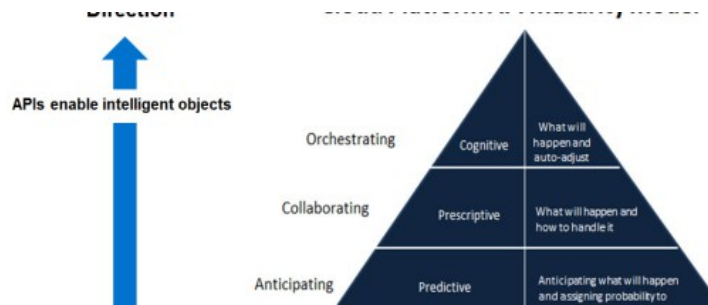 Direction
APIs enable intelligent objects
Orchestrating
Cognitive
What will
happen and
auto-adjust
Collaborating
Prescriptive
What will happen and
how to handle it
Anticipating
Predictive
Anticipating what will happen
and assigning probability to